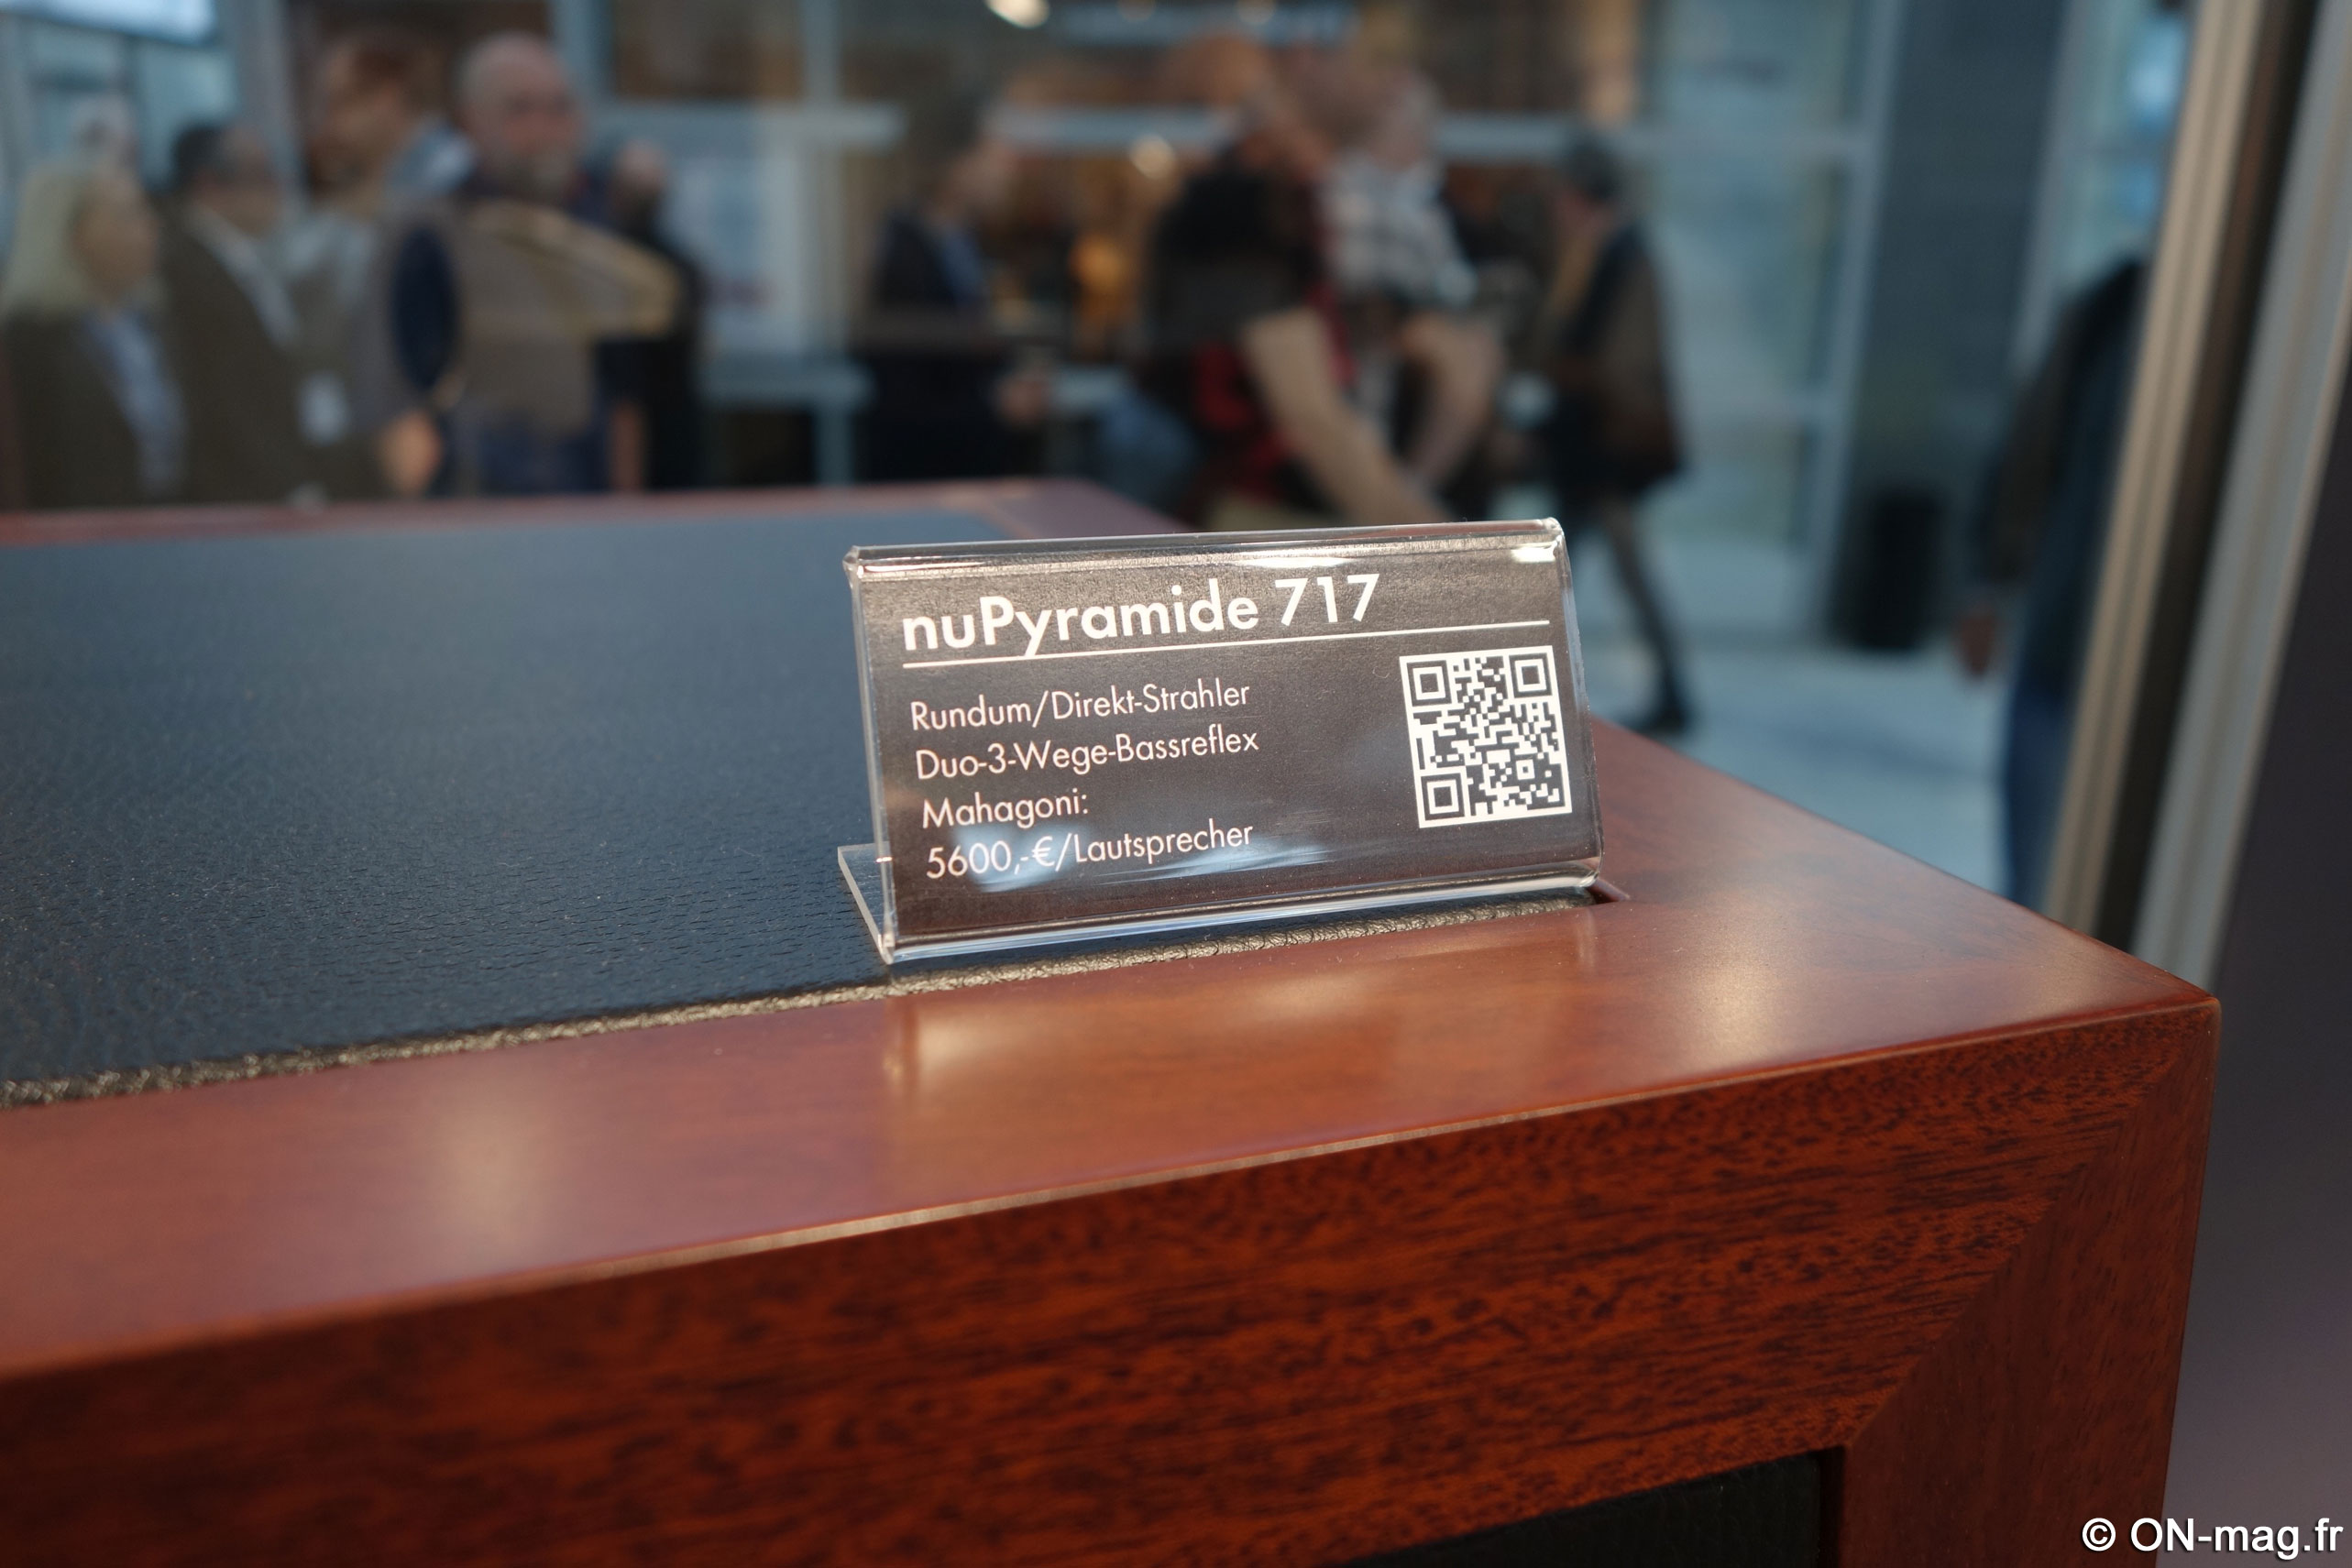 nuPyramide 717
Rundum/Direkt-Strahler
Duo-3-Wege-Bassreflex
Mahagoni:
5600,-€/Lautsprecher
© ON-mag.fr